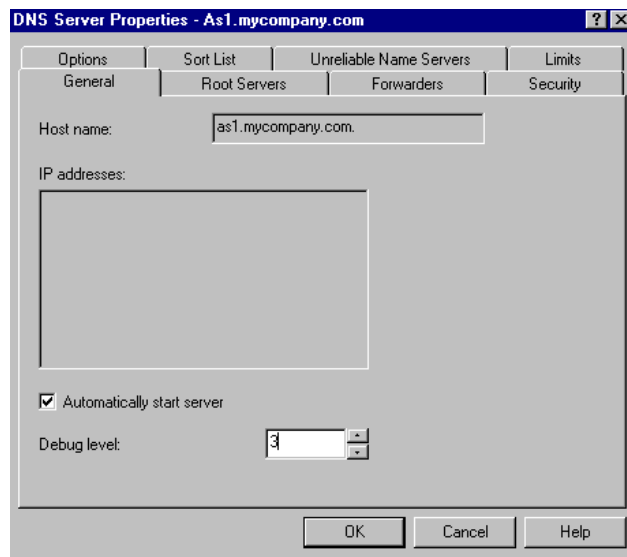 DNS Server Properties - As1.mycompany.com
Options Sort List Unreliable Name Servers Limits
General Root Servers Forwarders Security
Host name: as1.mycompany.com.
IP addresses:
Automatically start server
Debug level: 3
OK Cancel Help